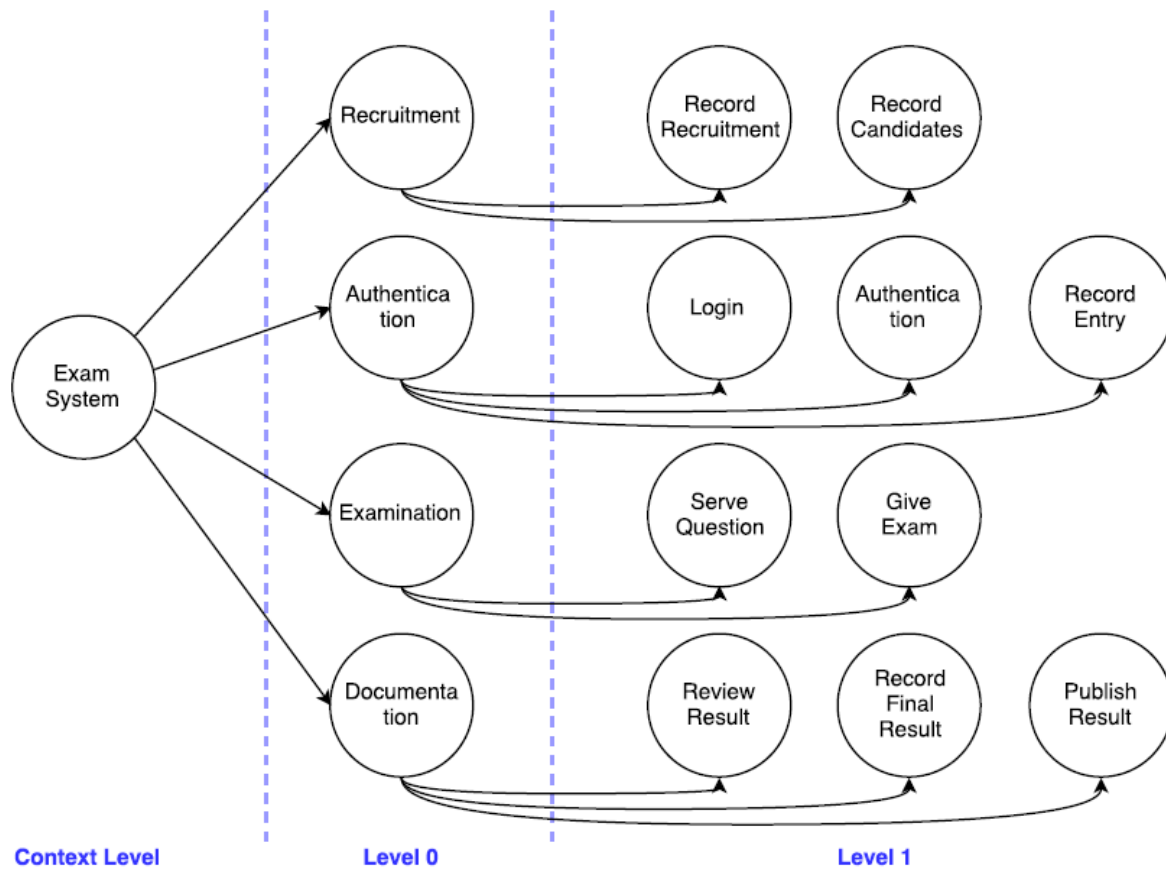 Recruitment
Record
Recruitment
Record
Candidates
Authentica
tion
Login
Authentica
tion
Record
Entry
Exam
System
Examination
Serve
Question
Give
Exam
Documenta
tion
Review
Result
Record
Final
Result
Publish
Result
Context Level
Level 0
Level 1